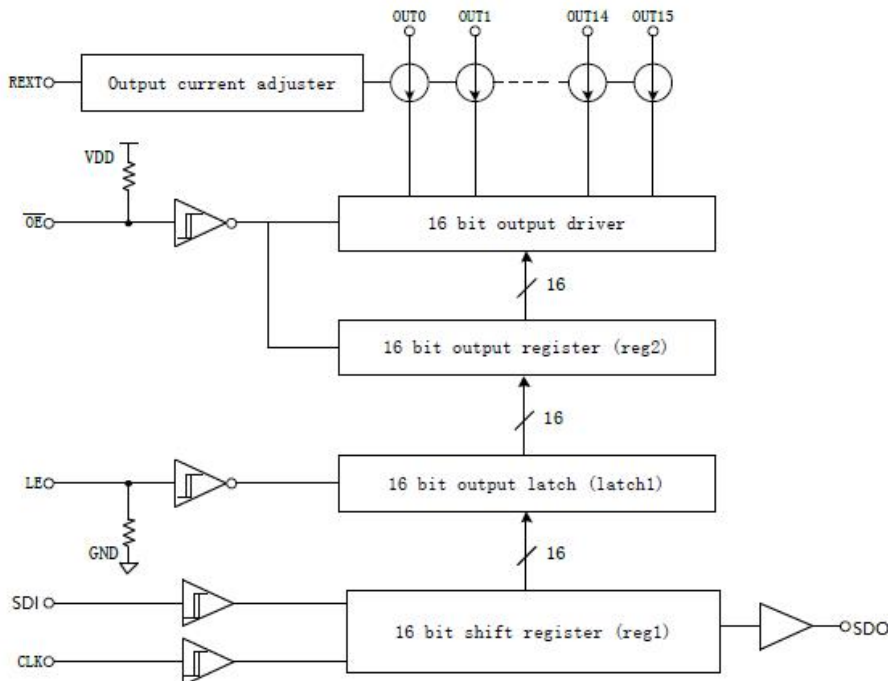 OUT0 OUT1 OUT14 OUT15
REXT Output current adjuster
VDD
OE 16 bit output driver
16
16 bit output register (reg2)
16
LE 16 bit output latch (latch1)
GND
16
SDI
16 bit shift register (reg1) SDO
CLK